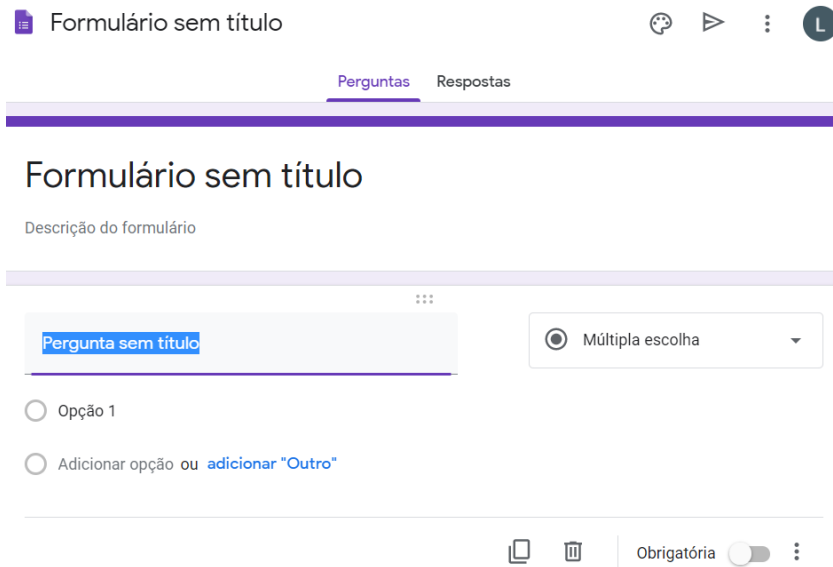 Formulário sem título
L
Perguntas Respostas
Formulário sem título
Descrição do formulário
Pergunta sem título
Múltipla escolha
Opção 1
Adicionar opção ou adicionar "Outro"
Obrigatória